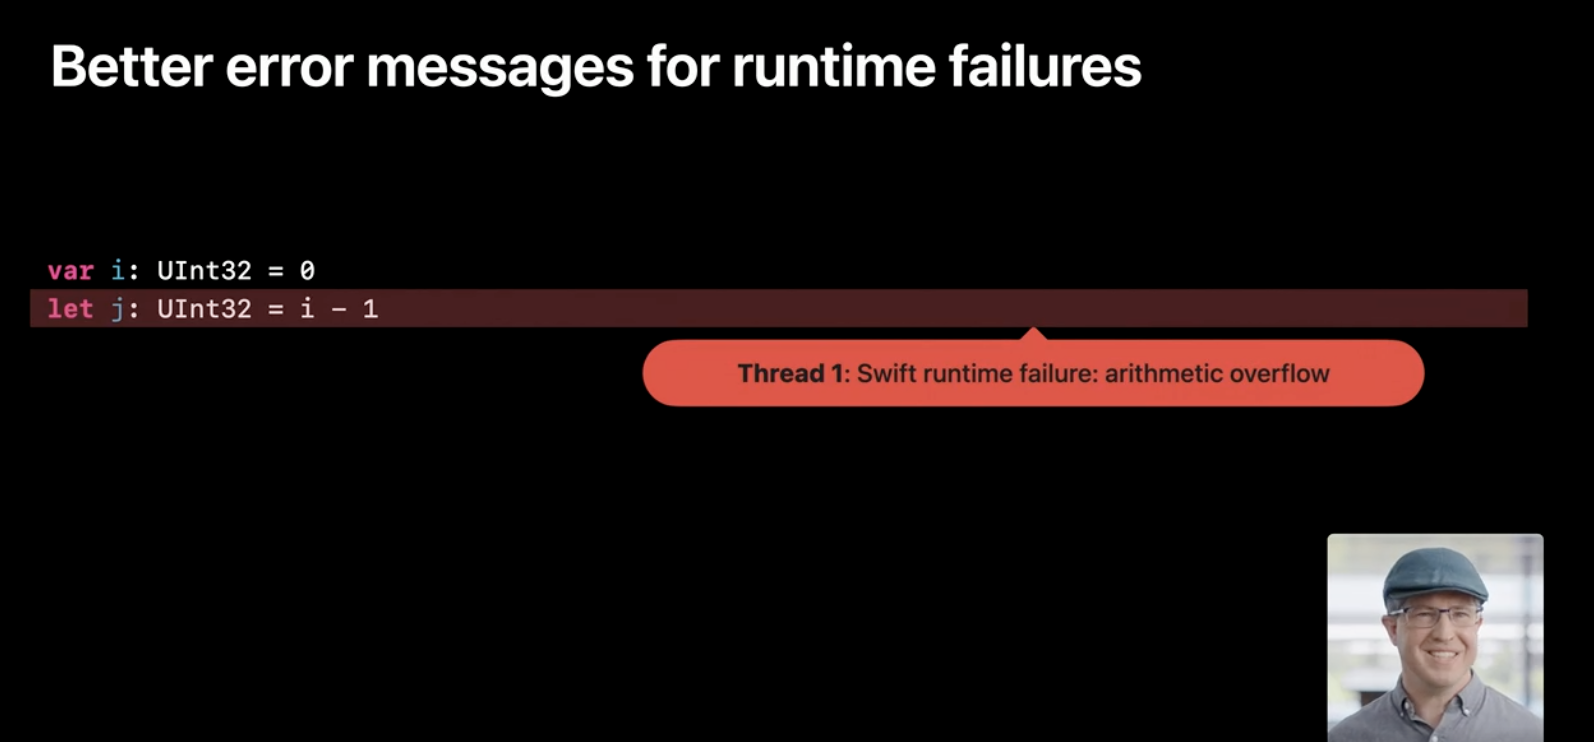 Better error messages for runtime failures
var i: UInt32 = 0
let j: UInt32 = i – 1
Thread 1: Swift runtime failure: arithmetic overflow